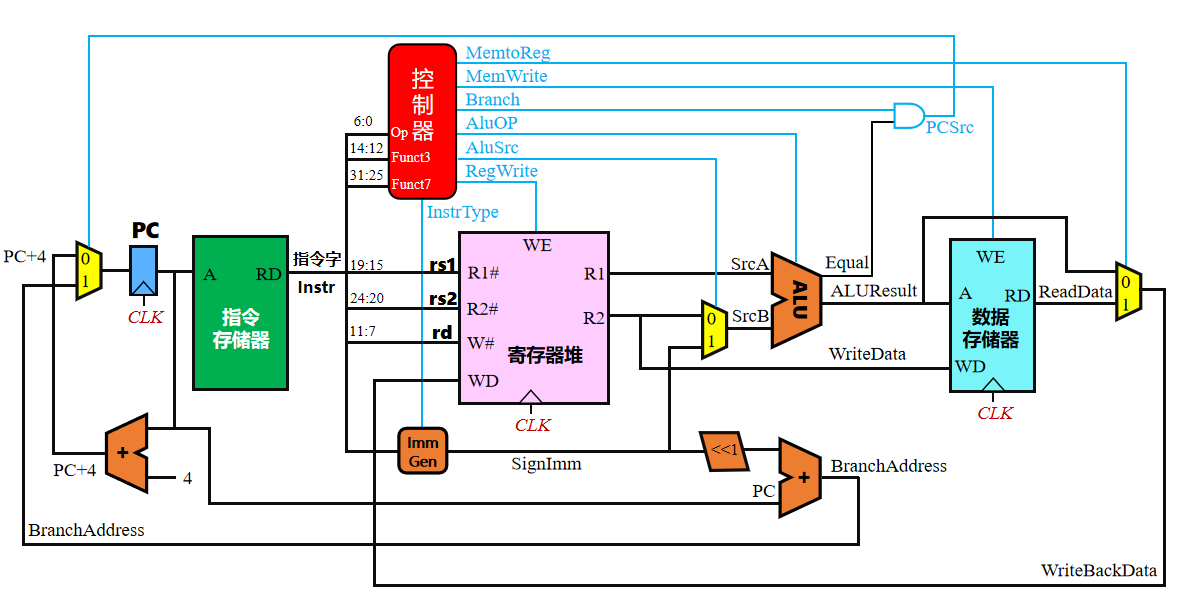 MemtoReg
MemWrite
Branch
AluOP
AluSrc
RegWrite
控制器
Op
Funct3
Funct7
6:0
14:12
31:25
InstrType
PCSrc
PC+4
0
1
PC
CLK
A
RD
指令
存储器
指令字
Instr
19:15
rs1
24:20
rs2
11:7
rd
WE
R1#
R1
R2#
R2
W#
寄存器堆
WD
CLK
0
1
SrcA
SrcB
ALU
Equal
ALUResult
WriteData
WE
A
RD
数据
存储器
WD
CLK
ReadData
0
1
PC+4
+
4
Imm
Gen
SignImm
<<1
PC
+
BranchAddress
BranchAddress
WriteBackData